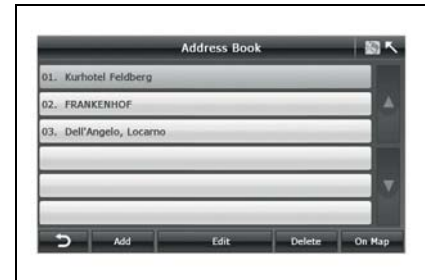 Address Book
01. Kurhotel Feldberg
02. FRANKENHOF
03. Dell'Angelo, Locarno
Add Edit Delete On Map